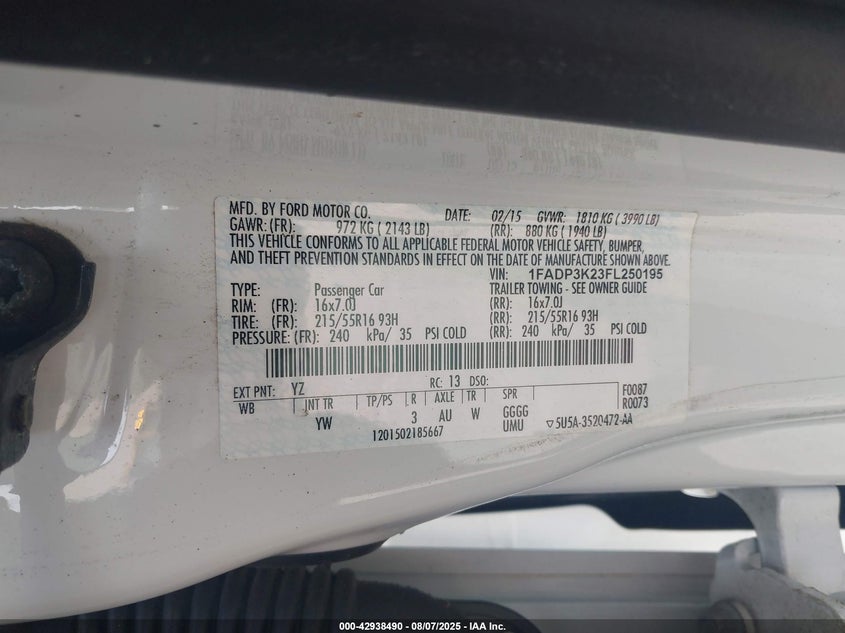 MFD. BY FORD MOTOR CO. DATE: 02/15 GVWR: 1810 KG ( 3990 LB)
GAWR: (FR): 972 KG ( 2143 LB) (RR): 880 KG ( 1940 LB)
THIS VEHICLE CONFORMS TO ALL APPLICABLE FEDERAL MOTOR VEHICLE SAFETY, BUMPER,
AND THEFT PREVENTION STANDARDS IN EFFECT ON THE DATE OF MANUFACTURE SHOWN ABOVE.
VIN: 1FADP3K23FL250195
TYPE: Passenger Car TRAILER TOWING - SEE OWNER GUIDE
RIM: (FR): 16x7.0J (RR): 16x7.0J
TIRE: (FR): 215/55R16 93H (RR): 215/55R16 93H
PRESSURE: (FR): 240 kPa/ 35 PSI COLD (RR): 240 kPa/ 35 PSI COLD
EXT PNT: YZ RC: 13 DSO: F0087
WB INT TR TP/PS R AXLE TR SPR R0073
YW 3 AU W GGGG
1201502185667 UMU ▽5U5A-3520472-AA
000-42938490 - 08/07/2025 - IAA Inc.